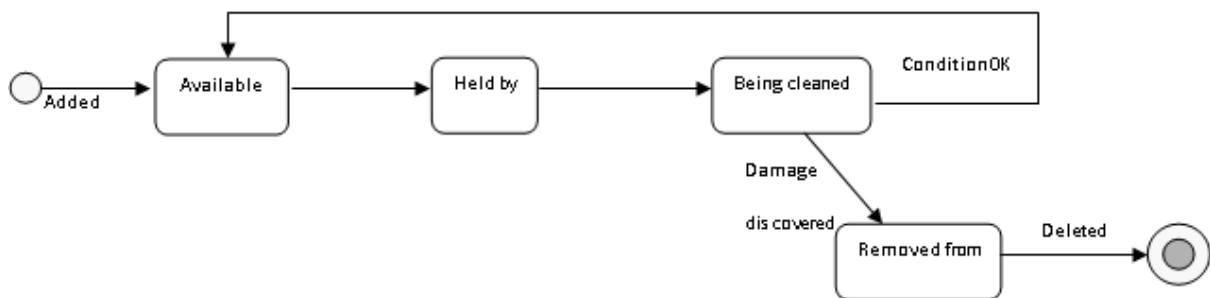 ConditionOK
Available
Held by
Being cleaned
Added
Damage
dis covered
Removed from
Deleted